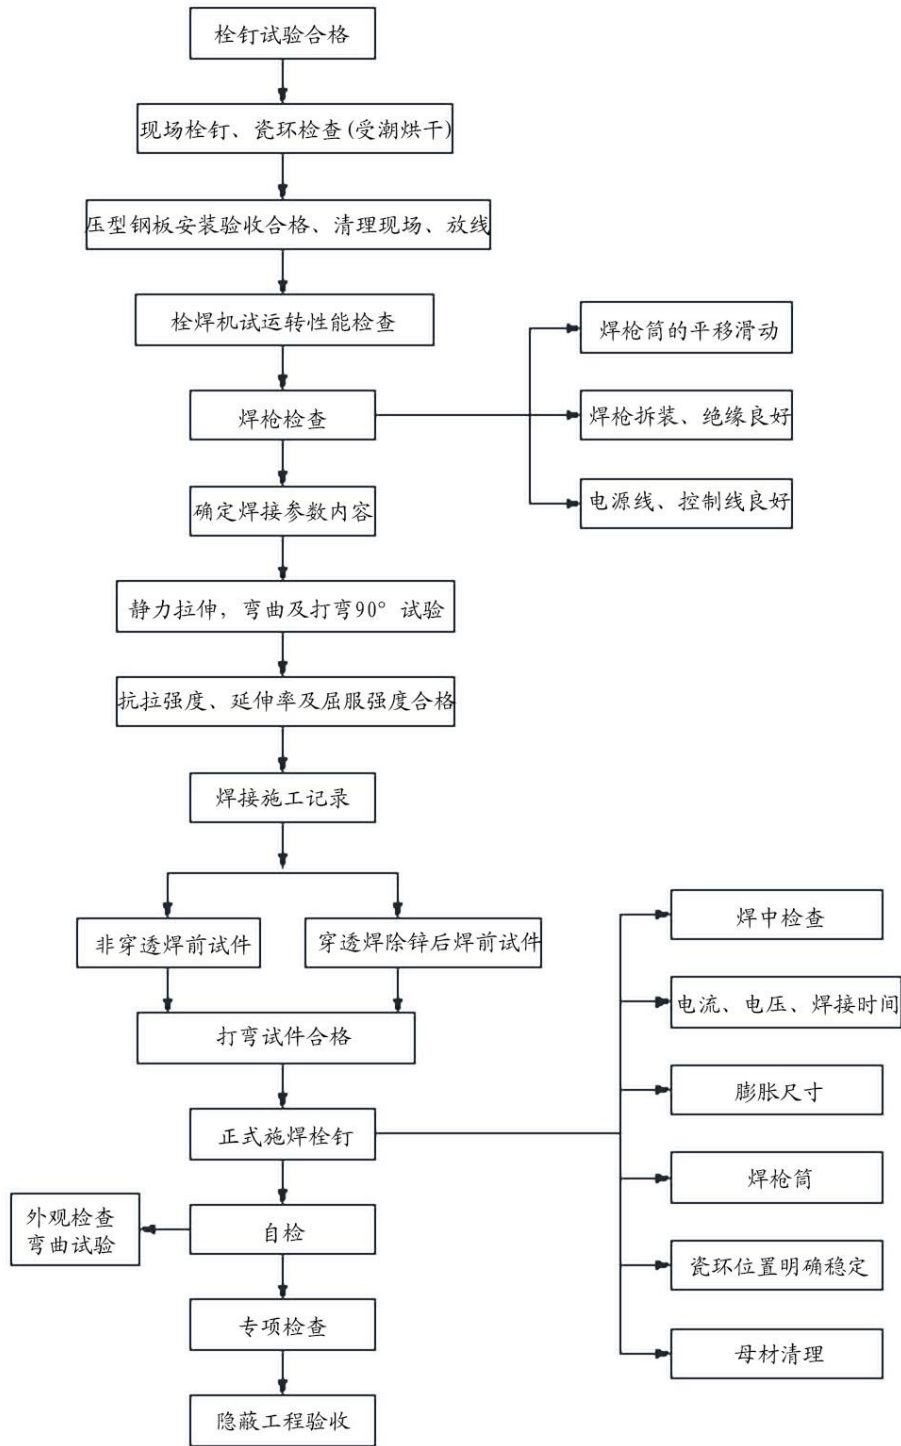 栓钉试验合格
现场栓钉、瓷环检查(受潮烘干)
压型钢板安装验收合格、清理现场、放线
栓焊机试运转性能检查
焊枪筒的平移滑动
焊枪检查
焊枪拆装、绝缘良好
确定焊接参数内容
电源线、控制线良好
静力拉伸，弯曲及打弯90°试验
抗拉强度、延伸率及屈服强度合格
焊接施工记录
非穿透焊前试件
穿透焊除锌后焊前试件
焊中检查
电流、电压、焊接时间
打弯试件合格
膨胀尺寸
正式施焊栓钉
焊枪筒
外观检查
弯曲试验
自检
瓷环位置明确稳定
专项检查
母材清理
隐蔽工程验收